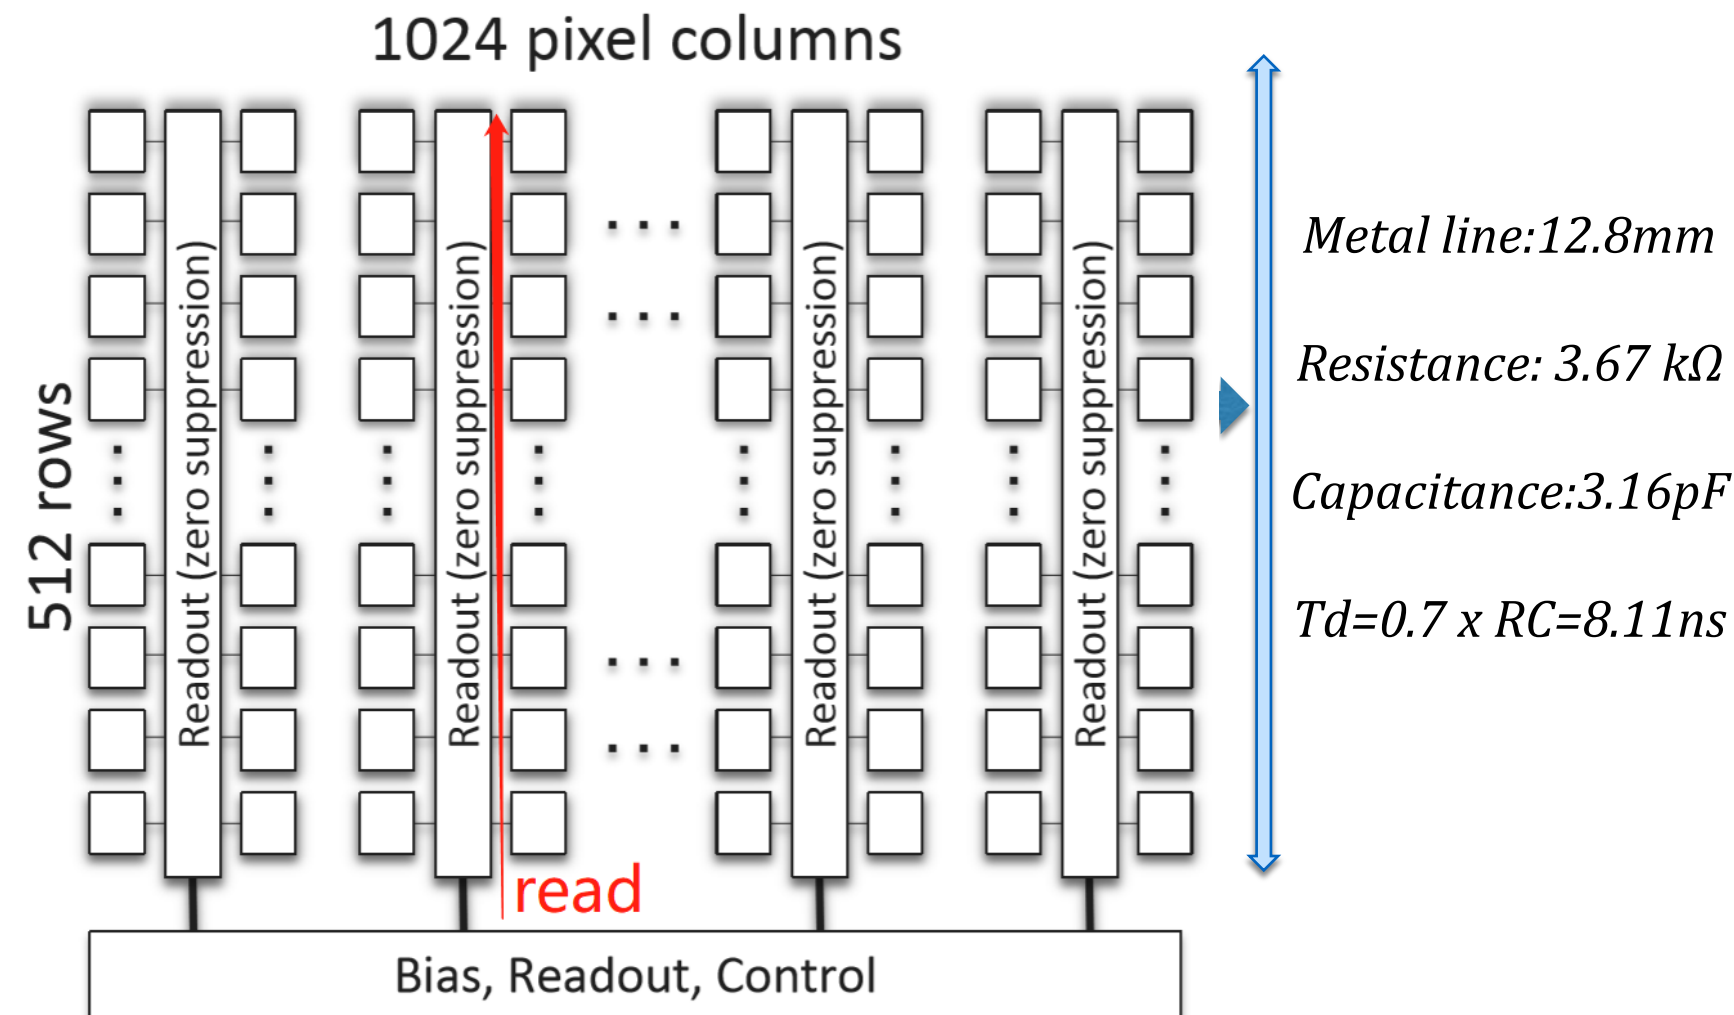 1024 pixel columns
512 rows
Readout (zero suppression)
Readout (zero suppression)
Readout (zero suppression)
Readout (zero suppression)
read
Bias, Readout, Control
Metal line:12.8mm
Resistance: 3.67 kΩ
Capacitance:3.16pF
Td=0.7 x RC=8.11ns